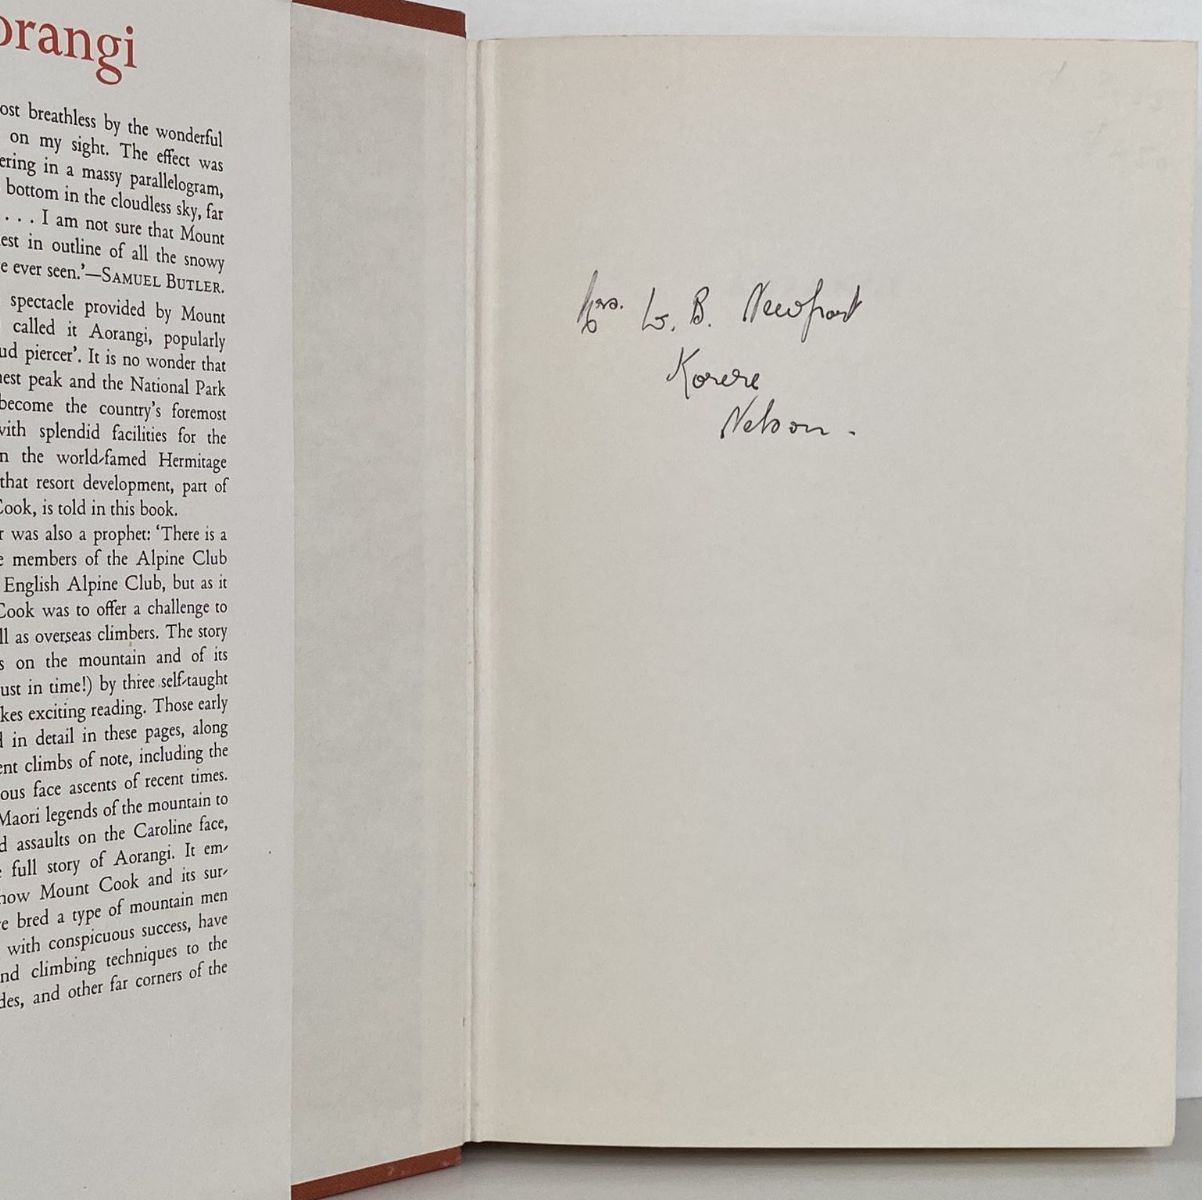 orangi
ost breathless by the wonderful
on my sight. The effect was
ering in a massy parallelogram,
bottom in the cloudless sky, far
. . . . I am not sure that Mount
est in outline of all the snowy
e ever seen.'—SAMUEL BUTLER.
spectacle provided by Mount
called it Aorangi, popularly
ud piercer'. It is no wonder that
nest peak and the National Park
become the country's foremost
with splendid facilities for the
n the world-famed Hermitage
that resort development, part of
Cook, is told in this book.
r was also a prophet: 'There is a
e members of the Alpine Club
English Alpine Club, but as it
Cook was to offer a challenge to
ll as overseas climbers. The story
s on the mountain and of its
ust in time!) by three self-taught
kes exciting reading. Those early
d in detail in these pages, along
ent climbs of note, including the
ous face ascents of recent times.
Maori legends of the mountain to
d assaults on the Caroline face,
e full story of Aorangi. It em-
how Mount Cook and its sur-
e bred a type of mountain men
with conspicuous success, have
nd climbing techniques to the
des, and other far corners of the
Mrs. W. B. Newport
Korere
Nelson.